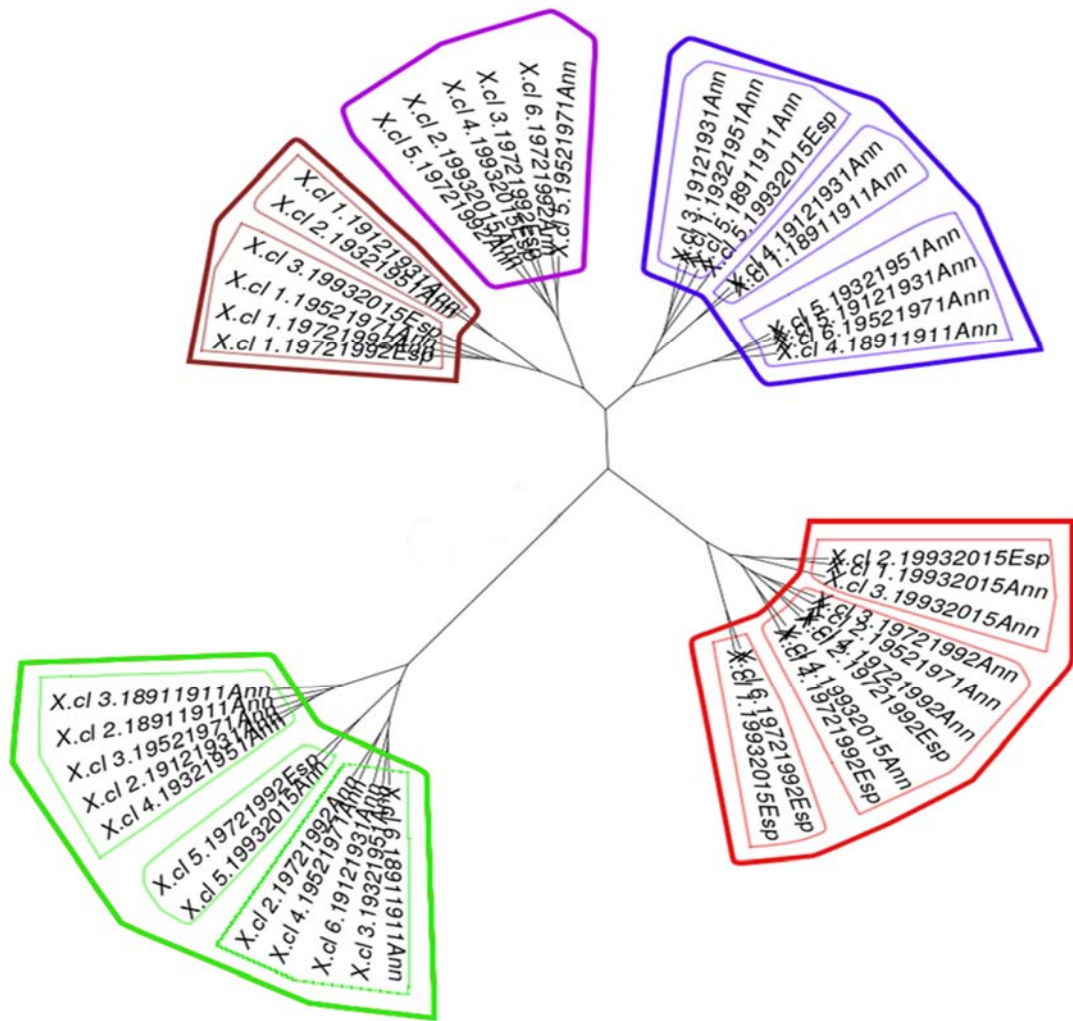 X.cl 5.19721992Ann
X.cl 2.19932015Ann
X.cl 4.19932015Esp
X.cl 3.19721992Esp
X.cl 6.19721992Ann
X.cl 5.19521971Ann
X.cl 3.19121931Ann
X.cl 1.19321951Ann
X.cl 5.18911911Ann
X.cl 5.19932015Esp
X.cl 4.19121931Ann
X.cl 1.18911911Ann
X.cl 5.19321951Ann
X.cl 5.19121931Ann
X.cl 6.19521971Ann
X.cl 4.18911911Ann
X.cl 1.19121931Ann
X.cl 2.19321951Ann
X.cl 3.19932015Esp
X.cl 1.19521971Ann
X.cl 1.19721992Ann
X.cl 1.19721992Esp
X.cl 2.19932015Esp
X.cl 1.19932015Ann
X.cl 3.19932015Ann
X.cl 3.19721992Ann
X.cl 2.19521971Ann
X.cl 4.19721992Ann
X.cl 2.19721992Esp
X.cl 4.19932015Ann
X.cl 4.19721992Esp
X.cl 6.19721992Esp
X.cl 1.19932015Esp
X.cl 3.18911911Ann
X.cl 2.18911911Ann
X.cl 3.19521971Ann
X.cl 2.19121931Ann
X.cl 4.19321951Ann
X.cl 5.19721992Esp
X.cl 5.19932015Ann
X.cl 2.19721992Ann
X.cl 4.19521971Ann
X.cl 6.19121931Ann
X.cl 3.19321951Ann
X.cl 6.18911911Ann